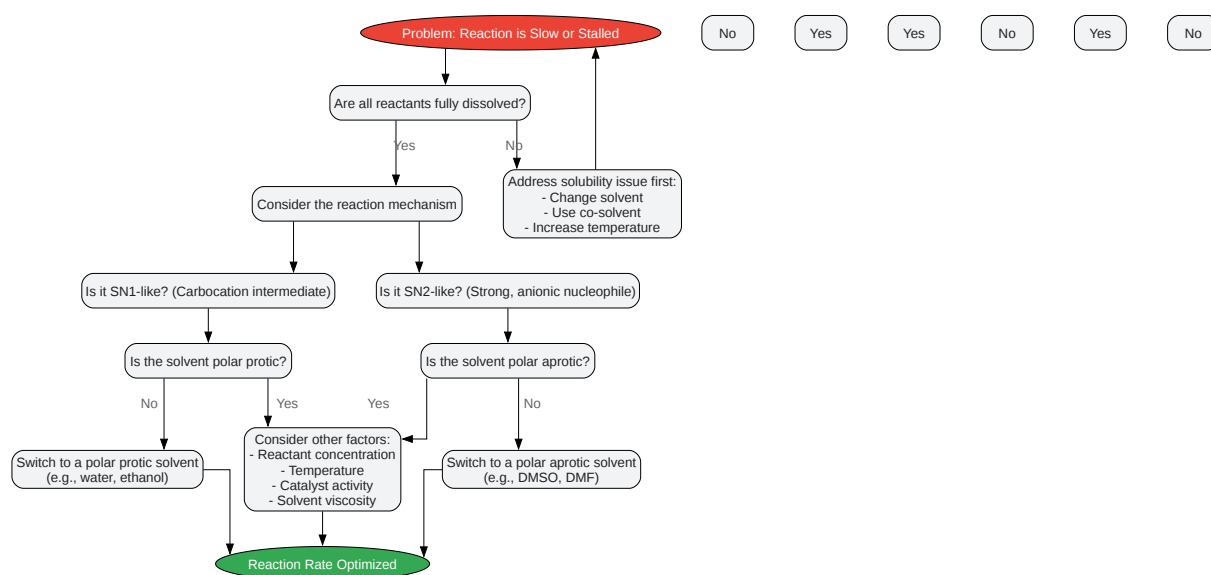 Problem: Reaction is Slow or Stalled
No
Yes
Yes
No
Yes
No
Are all reactants fully dissolved?
Yes
No
Address solubility issue first:
- Change solvent
- Use co-solvent
- Increase temperature
Consider the reaction mechanism
Is it SN1-like? (Carbocation intermediate)
Is it SN2-like? (Strong, anionic nucleophile)
Is the solvent polar protic?
Is the solvent polar aprotic?
No
Yes
Yes
No
Consider other factors:
- Reactant concentration
- Temperature
- Catalyst activity
- Solvent viscosity
Switch to a polar protic solvent
(e.g., water, ethanol)
Switch to a polar aprotic solvent
(e.g., DMSO, DMF)
Reaction Rate Optimized